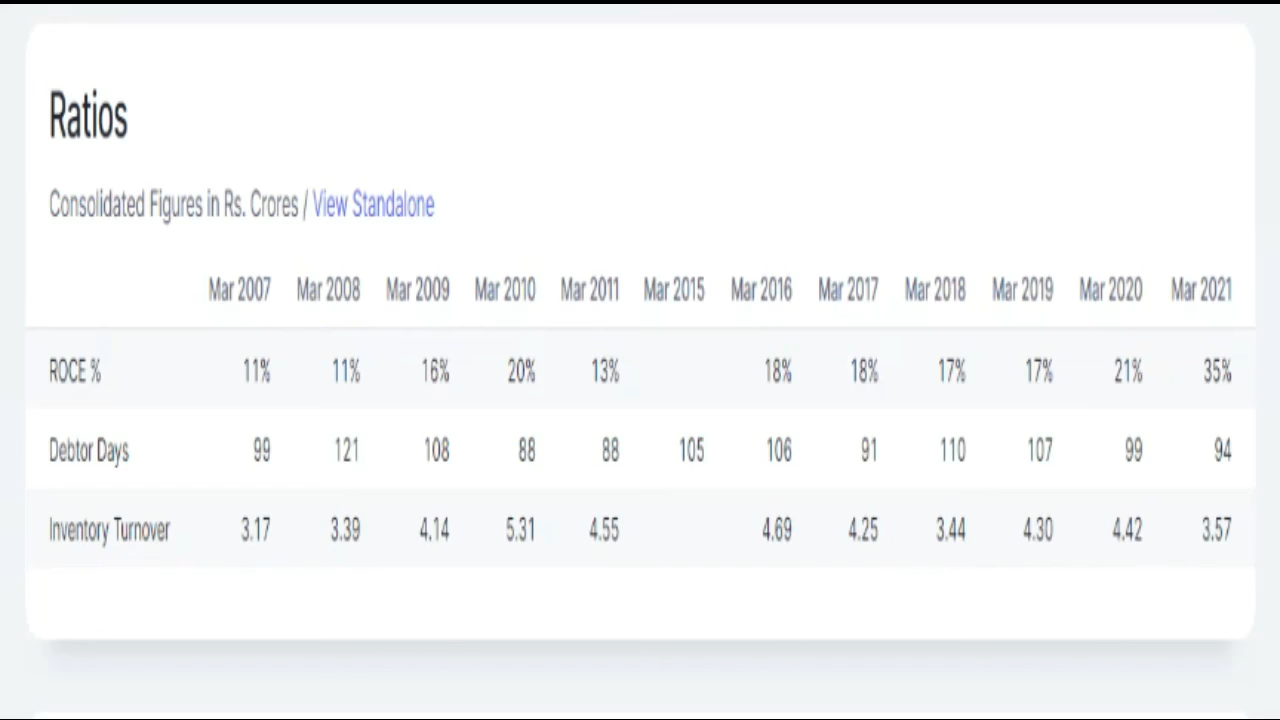 Ratios
Consolidated Figures in Rs. Crores / View Standalone
Mar 2007 Mar 2008 Mar 2009 Mar 2010 Mar 2011 Mar 2015 Mar 2016 Mar 2017 Mar 2018 Mar 2019 Mar 2020 Mar 2021
ROCE % 11% 11% 16% 20% 13% 18% 18% 17% 17% 21% 35%
Debtor Days 99 121 108 88 88 105 106 91 110 107 99 94
Inventory Turnover 3.17 3.39 4.14 5.31 4.55 4.69 4.25 3.44 4.30 4.42 3.57